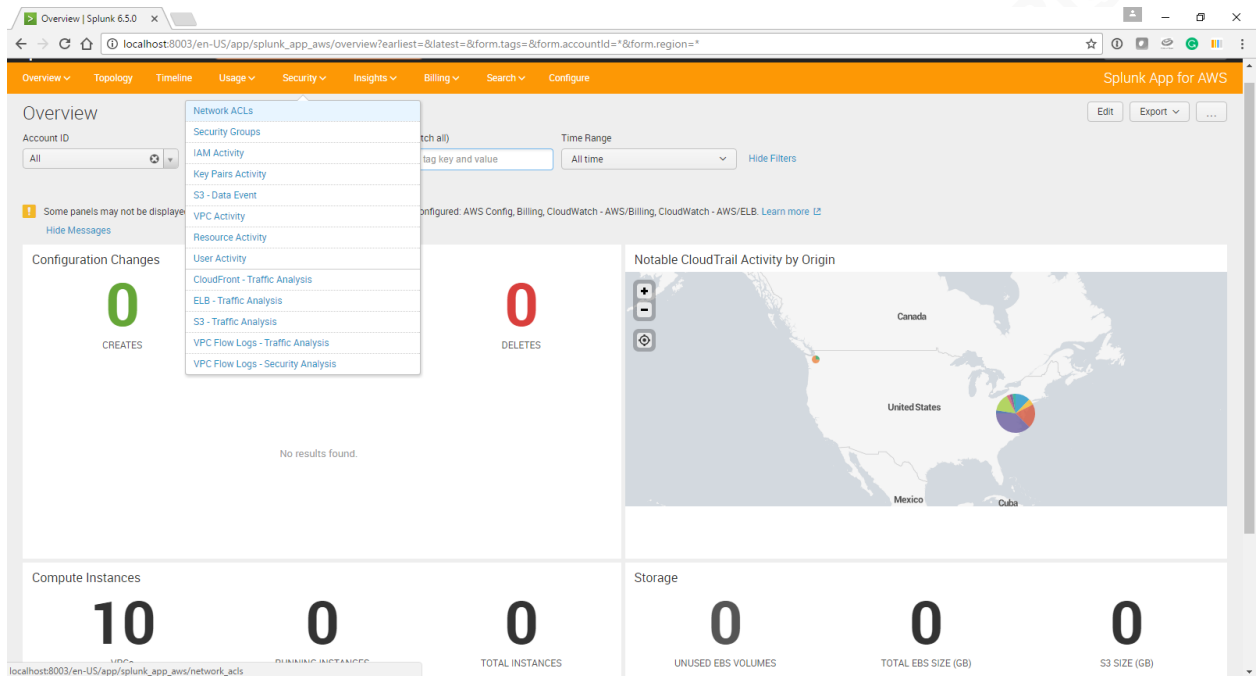 Overview | Splunk 6.5.0
localhost:8003/en-US/app/splunk_app_aws/overview?earliest=&latest=&form.tags=&form.accountId=*&form.region=*
Overview Topology Timeline Usage Security Insights Billing Search Configure Splunk App for AWS
Overview
Edit Export ...
Account ID
tch all)
Time Range
All
tag key and value
All time
Hide Filters
Network ACLs
Security Groups
IAM Activity
Key Pairs Activity
S3 - Data Event
VPC Activity
Resource Activity
User Activity
CloudFront - Traffic Analysis
ELB - Traffic Analysis
S3 - Traffic Analysis
VPC Flow Logs - Traffic Analysis
VPC Flow Logs - Security Analysis
Some panels may not be displaye
onfigured: AWS Config, Billing, CloudWatch - AWS/Billing, CloudWatch - AWS/ELB. Learn more
Hide Messages
Configuration Changes
0
CREATES
0
DELETES
No results found.
Notable CloudTrail Activity by Origin
+
-
Canada
United States
Mexico
Cuba
Compute Instances
10
VPCs
0
RUNNING INSTANCES
0
TOTAL INSTANCES
Storage
0
UNUSED EBS VOLUMES
0
TOTAL EBS SIZE (GB)
0
S3 SIZE (GB)
localhost:8003/en-US/app/splunk_app_aws/network_acls